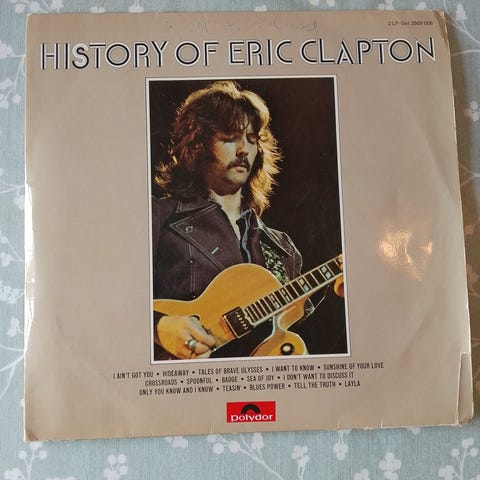 2 LP-Set 2668 006
HISTORY OF ERIC CLAPTON
I AIN'T GOT YOU • HIDEAWAY • TALES OF BRAVE ULYSSES • I WANT TO KNOW • SUNSHINE OF YOUR LOVE
CROSSROADS • SPOONFUL • BADGE • SEA OF JOY • I DON'T WANT TO DISCUSS IT
ONLY YOU KNOW AND I KNOW • TEASIN' • BLUES POWER • TELL THE TRUTH • LAYLA
polydor